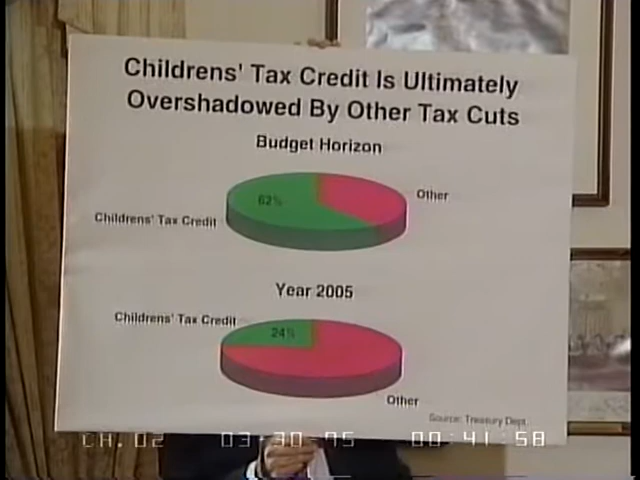 Childrens' Tax Credit Is Ultimately
Overshadowed By Other Tax Cuts
Budget Horizon
62%
Other
Childrens' Tax Credit
Year 2005
Childrens' Tax Credit
24%
Other
Source: Treasury Dept.
CH.02 03-30-95 00:41:58